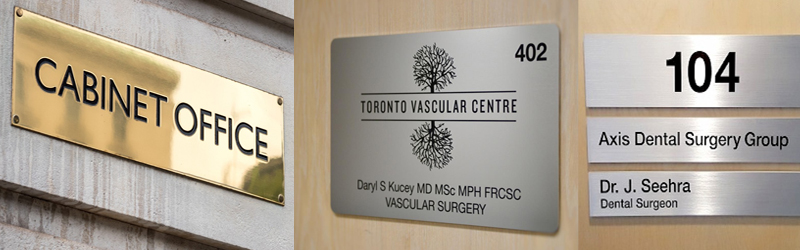 CABINET OFFICE
402
TORONTO VASCULAR CENTRE
Daryl S Kucey MD MSc MPH FRCSC
VASCULAR SURGERY
104
Axis Dental Surgery Group
Dr. J. Seehra
Dental Surgeon